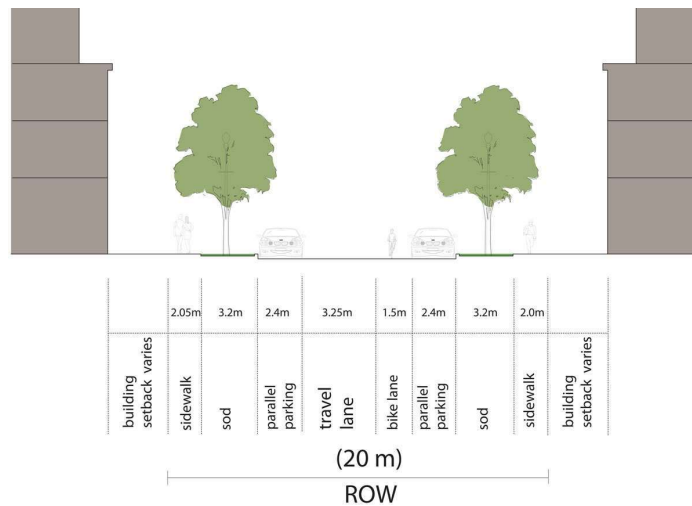 2.05m 3.2m 2.4m 3.25m 1.5m 2.4m 3.2m 2.0m
building
setback varies
sidewalk
sod
parallel
parking
travel
lane
bike lane
parallel
parking
sod
sidewalk
building
setback varies
(20 m)
ROW